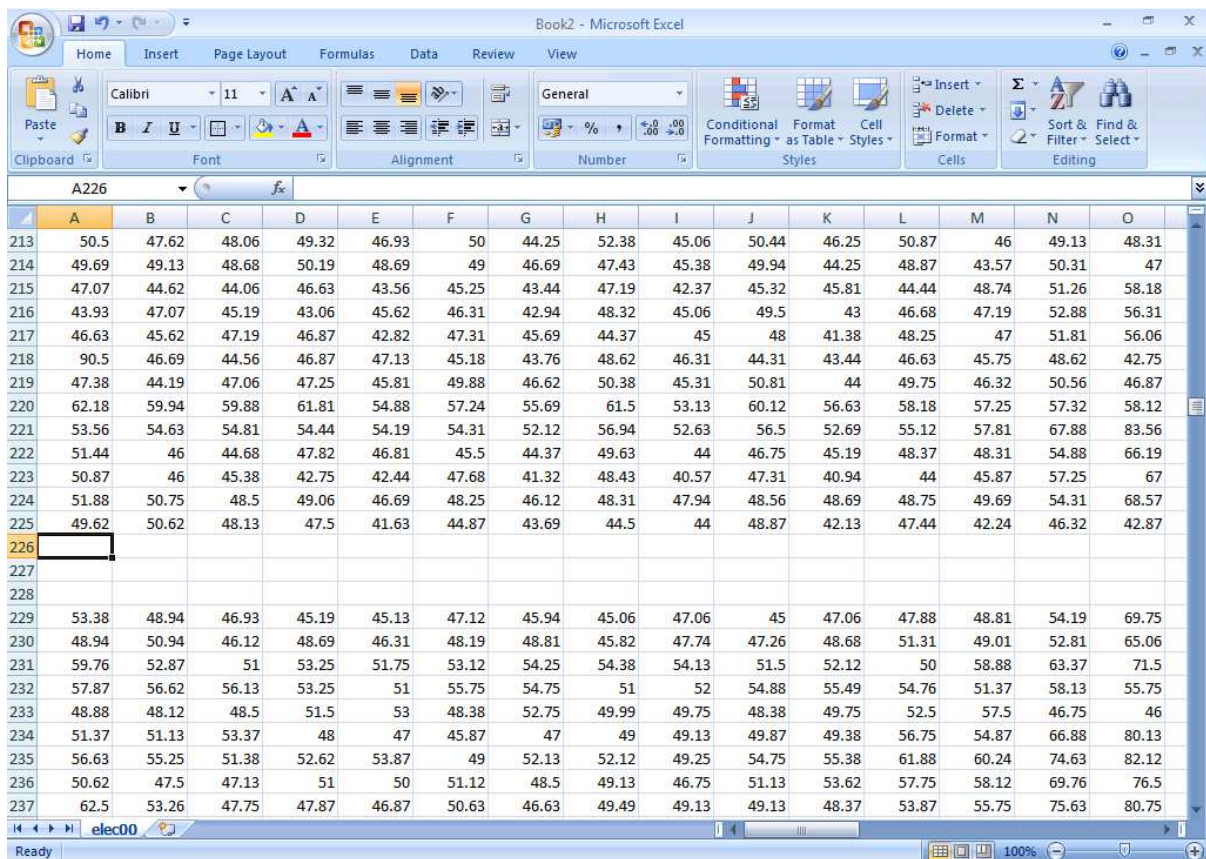 Book2 - Microsoft Excel
Home Insert Page Layout Formulas Data Review View
Paste
Calibri 11 A A
B I U A
General
% , .0 .00 .00 .0
Conditional Formatting
Format as Table
Cell Styles
Insert
Delete
Format
Σ
Sort & Filter
Find & Select
Clipboard Font Alignment Number Styles Cells Editing
A226 fx
A B C D E F G H I J K L M N O
213 50.5 47.62 48.06 49.32 46.93 50 44.25 52.38 45.06 50.44 46.25 50.87 46 49.13 48.31
214 49.69 49.13 48.68 50.19 48.69 49 46.69 47.43 45.38 49.94 44.25 48.87 43.57 50.31 47
215 47.07 44.62 44.06 46.63 43.56 45.25 43.44 47.19 42.37 45.32 45.81 44.44 48.74 51.26 58.18
216 43.93 47.07 45.19 43.06 45.62 46.31 42.94 48.32 45.06 49.5 43 46.68 47.19 52.88 56.31
217 46.63 45.62 47.19 46.87 42.82 47.31 45.69 44.37 45 48 41.38 48.25 47 51.81 56.06
218 90.5 46.69 44.56 46.87 47.13 45.18 43.76 48.62 46.31 44.31 43.44 46.63 45.75 48.62 42.75
219 47.38 44.19 47.06 47.25 45.81 49.88 46.62 50.38 45.31 50.81 44 49.75 46.32 50.56 46.87
220 62.18 59.94 59.88 61.81 54.88 57.24 55.69 61.5 53.13 60.12 56.63 58.18 57.25 57.32 58.12
221 53.56 54.63 54.81 54.44 54.19 54.31 52.12 56.94 52.63 56.5 52.69 55.12 57.81 67.88 83.56
222 51.44 46 44.68 47.82 46.81 45.5 44.37 49.63 44 46.75 45.19 48.37 48.31 54.88 66.19
223 50.87 46 45.38 42.75 42.44 47.68 41.32 48.43 40.57 47.31 40.94 44 45.87 57.25 67
224 51.88 50.75 48.5 49.06 46.69 48.25 46.12 48.31 47.94 48.56 48.69 48.75 49.69 54.31 68.57
225 49.62 50.62 48.13 47.5 41.63 44.87 43.69 44.5 44 48.87 42.13 47.44 42.24 46.32 42.87
226
227
228
229 53.38 48.94 46.93 45.19 45.13 47.12 45.94 45.06 47.06 45 47.06 47.88 48.81 54.19 69.75
230 48.94 50.94 46.12 48.69 46.31 48.19 48.81 45.82 47.74 47.26 48.68 51.31 49.01 52.81 65.06
231 59.76 52.87 51 53.25 51.75 53.12 54.25 54.38 54.13 51.5 52.12 50 58.88 63.37 71.5
232 57.87 56.62 56.13 53.25 51 55.75 54.75 51 52 54.88 55.49 54.76 51.37 58.13 55.75
233 48.88 48.12 48.5 51.5 53 48.38 52.75 49.99 49.75 48.38 49.75 52.5 57.5 46.75 46
234 51.37 51.13 53.37 48 47 45.87 47 49 49.13 49.87 49.38 56.75 54.87 66.88 80.13
235 56.63 55.25 51.38 52.62 53.87 49 52.13 52.12 49.25 54.75 55.38 61.88 60.24 74.63 82.12
236 50.62 47.5 47.13 51 50 51.12 48.5 49.13 46.75 51.13 53.62 57.75 58.12 69.76 76.5
237 62.5 53.26 47.75 47.87 46.87 50.63 46.63 49.49 49.13 49.13 48.37 53.87 55.75 75.63 80.75
elec00
Ready 100%